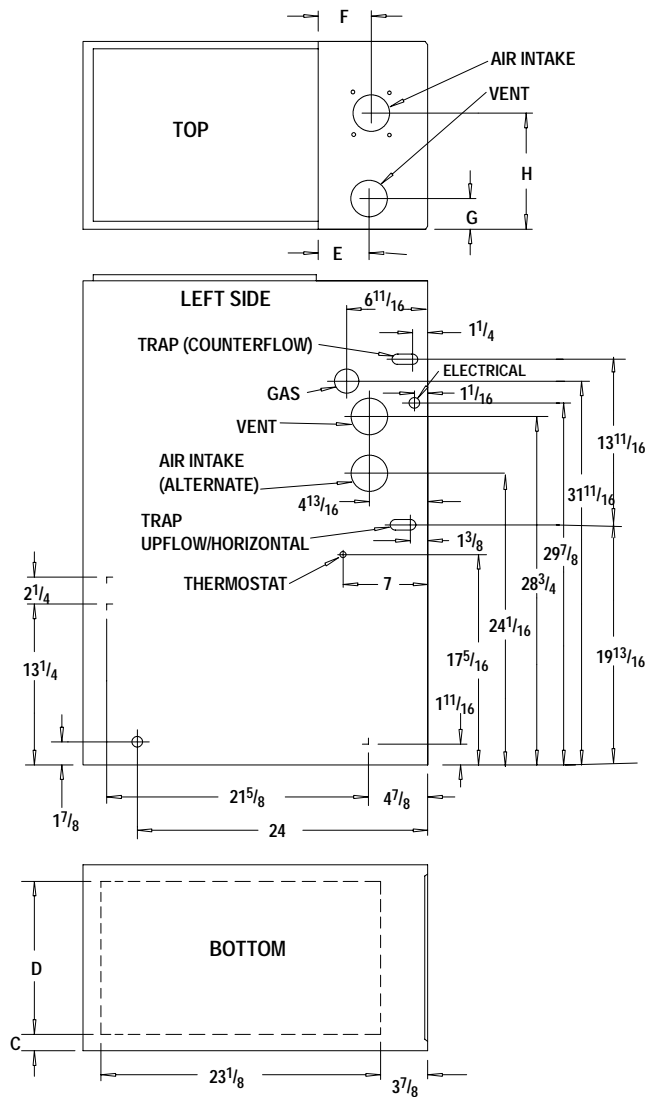 F
AIR INTAKE
VENT
TOP
H
G
E
LEFT SIDE
6 11/16
1 1/4
TRAP (COUNTERFLOW)
ELECTRICAL
GAS
1 1/16
VENT
13 11/16
AIR INTAKE
(ALTERNATE)
31 11/16
4 13/16
TRAP
UPFLOW/HORIZONTAL
1 3/8
29 7/8
THERMOSTAT
7
28 3/4
2 1/4
24 1/16
19 13/16
17 5/16
13 1/4
1 11/16
21 5/8
4 7/8
1 7/8
24
BOTTOM
D
C
23 1/8
3 7/8